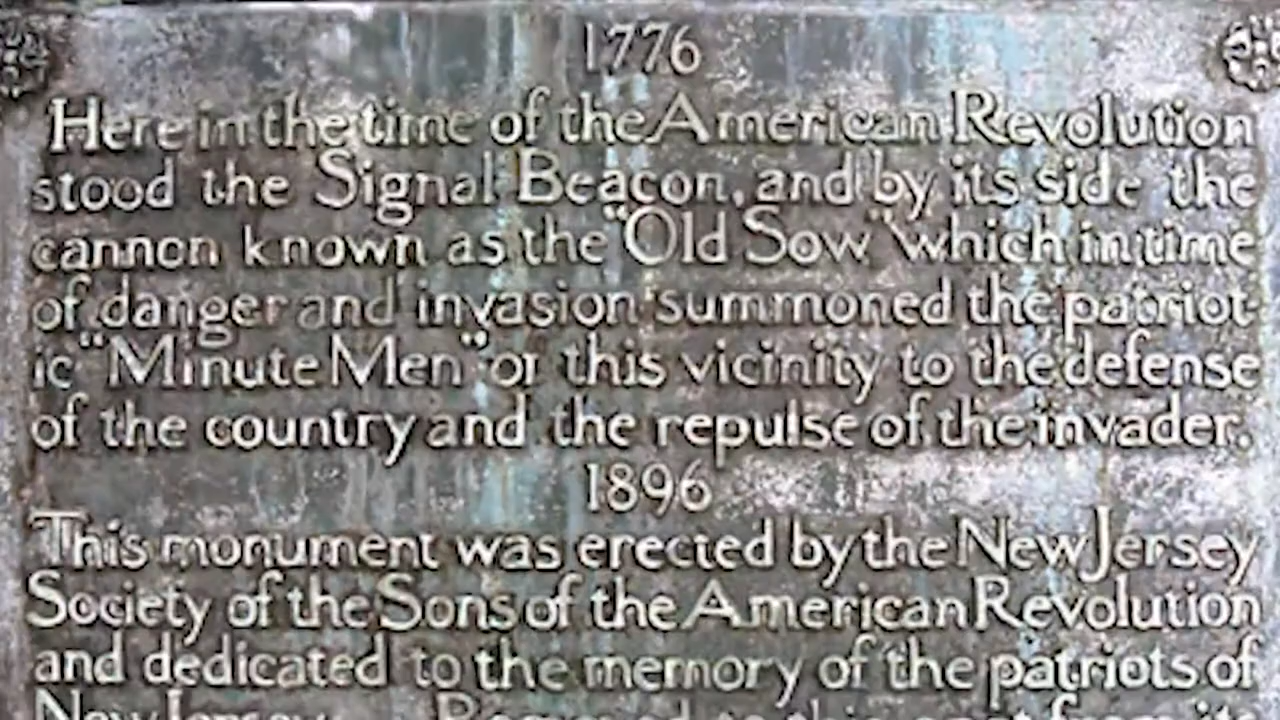 1776
Here in the time of the American Revolution
stood the Signal Beacon, and by its side the
cannon known as the "Old Sow" which in time
of danger and invasion summoned the patriot-
ic "Minute Men" of this vicinity to the defense
of the country and the repulse of the invader.
1896
This monument was erected by the New Jersey
Society of the Sons of the American Revolution
and dedicated to the memory of the patriots of
New Jersey